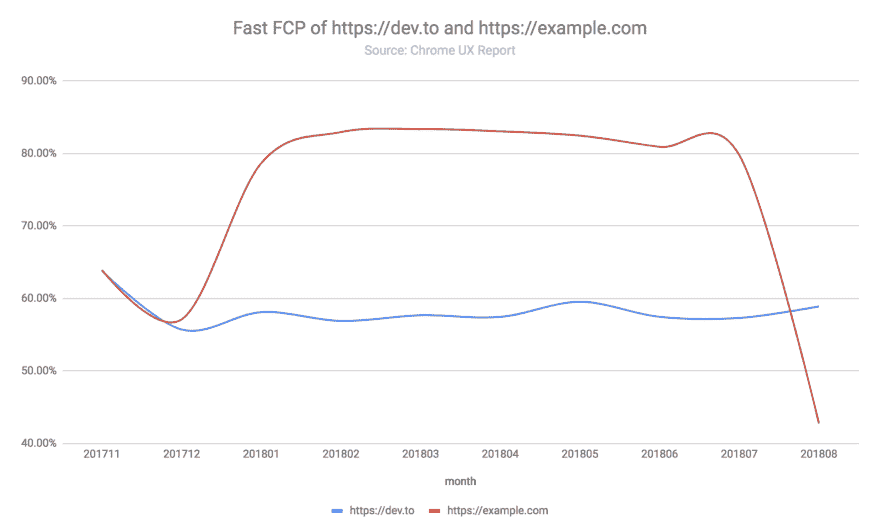 Fast FCP of https://dev.to and https://example.com
Source: Chrome UX Report
90.00%
80.00%
70.00%
60.00%
50.00%
40.00%
201711 201712 201801 201802 201803 201804 201805 201806 201807 201808
month
https://dev.to https://example.com